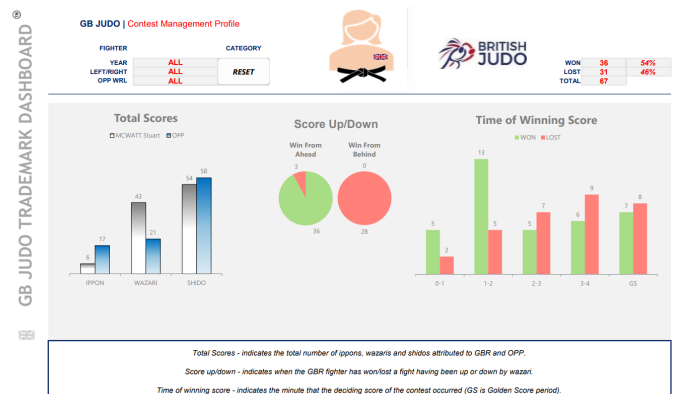 GB JUDO TRADEMARK DASHBOARD
®
GB JUDO | Contest Management Profile
FIGHTER CATEGORY
YEAR ALL
LEFT/RIGHT ALL
OPP WRL ALL
RESET
BRITISH
JUDO
WON 36 54%
LOST 31 46%
TOTAL 67
Total Scores
MCWATT Stuart OPP
6 17 43 21 54 58
IPPON WAZARI SHIDO
Score Up/Down
Win From Ahead
3
36
Win From Behind
0
28
Time of Winning Score
WON LOST
5 2 13 5 5 7 6 9 7 8
0-1 1-2 2-3 3-4 GS
Total Scores - indicates the total number of ippons, wazaris and shidos attributed to GBR and OPP.
Score up/down - indicates when the GBR fighter has won/lost a fight having been up or down by wazari.
Time of winning score - indicates the minute that the deciding score of the contest occurred (GS is Golden Score period).